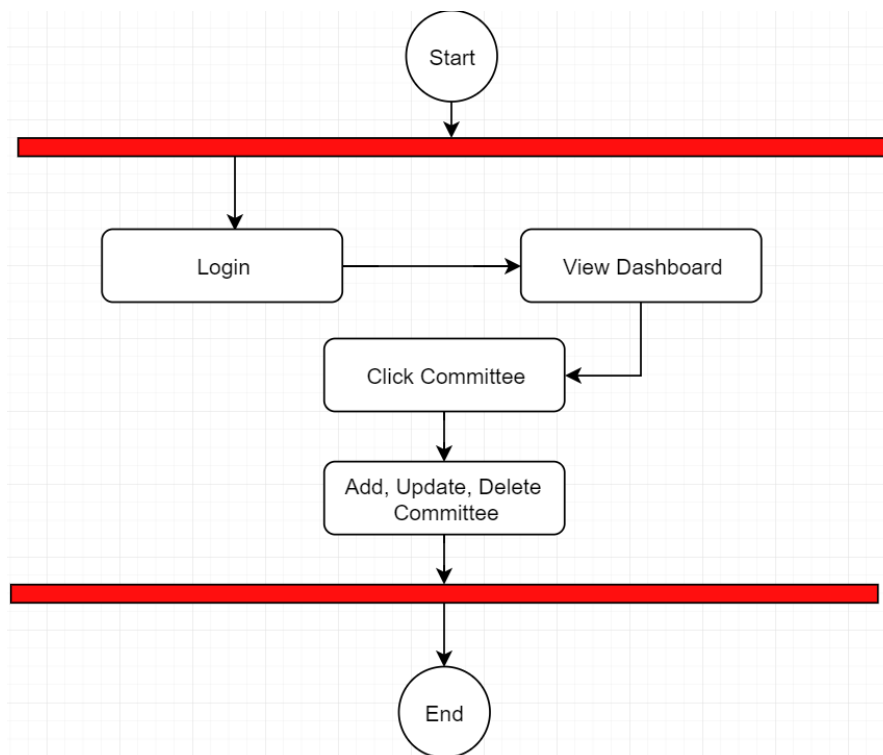 Start
Login
View Dashboard
Click Committee
Add, Update, Delete
Committee
End